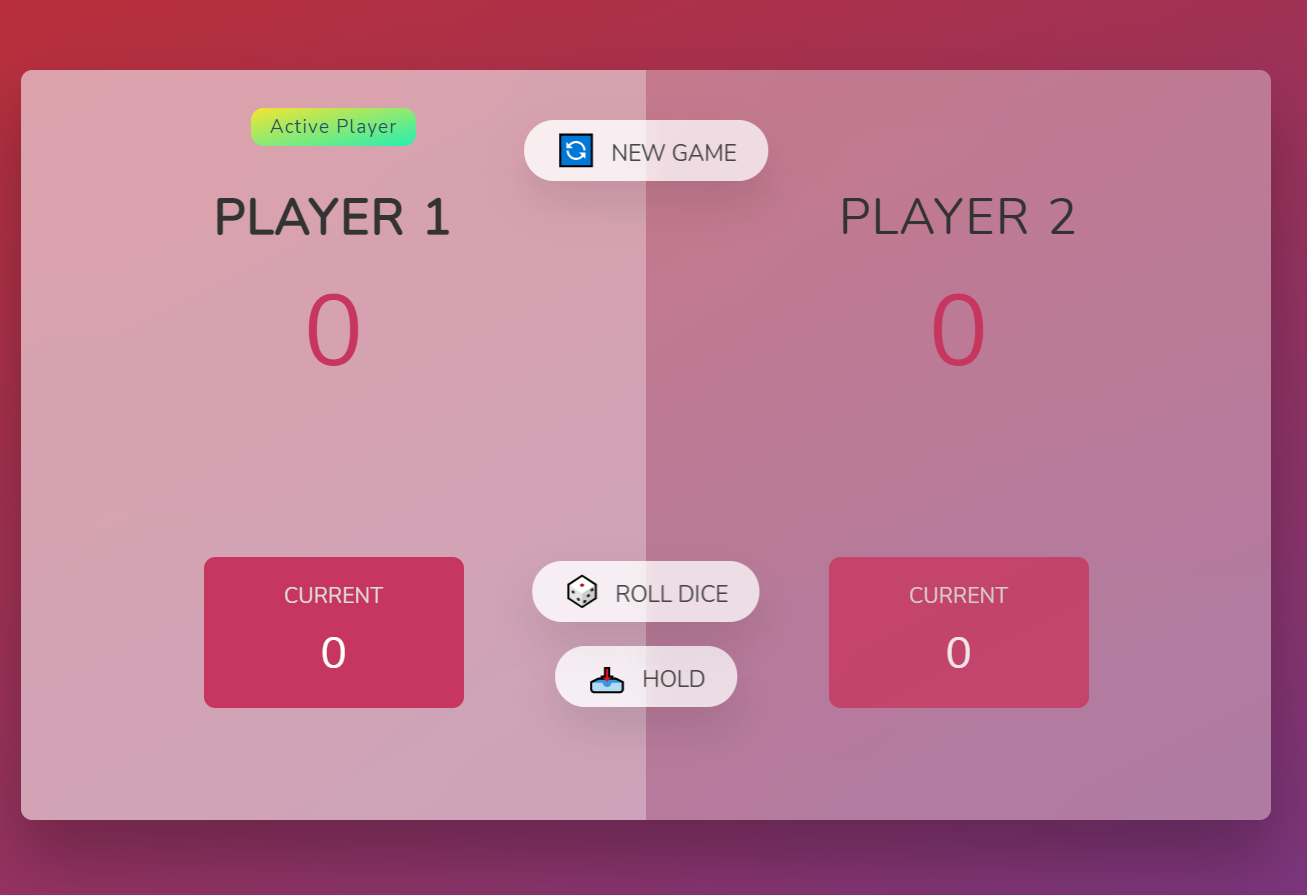 Active Player
🔄 NEW GAME
PLAYER 1
PLAYER 2
0
0
CURRENT
0
🎲 ROLL DICE
📥 HOLD
CURRENT
0